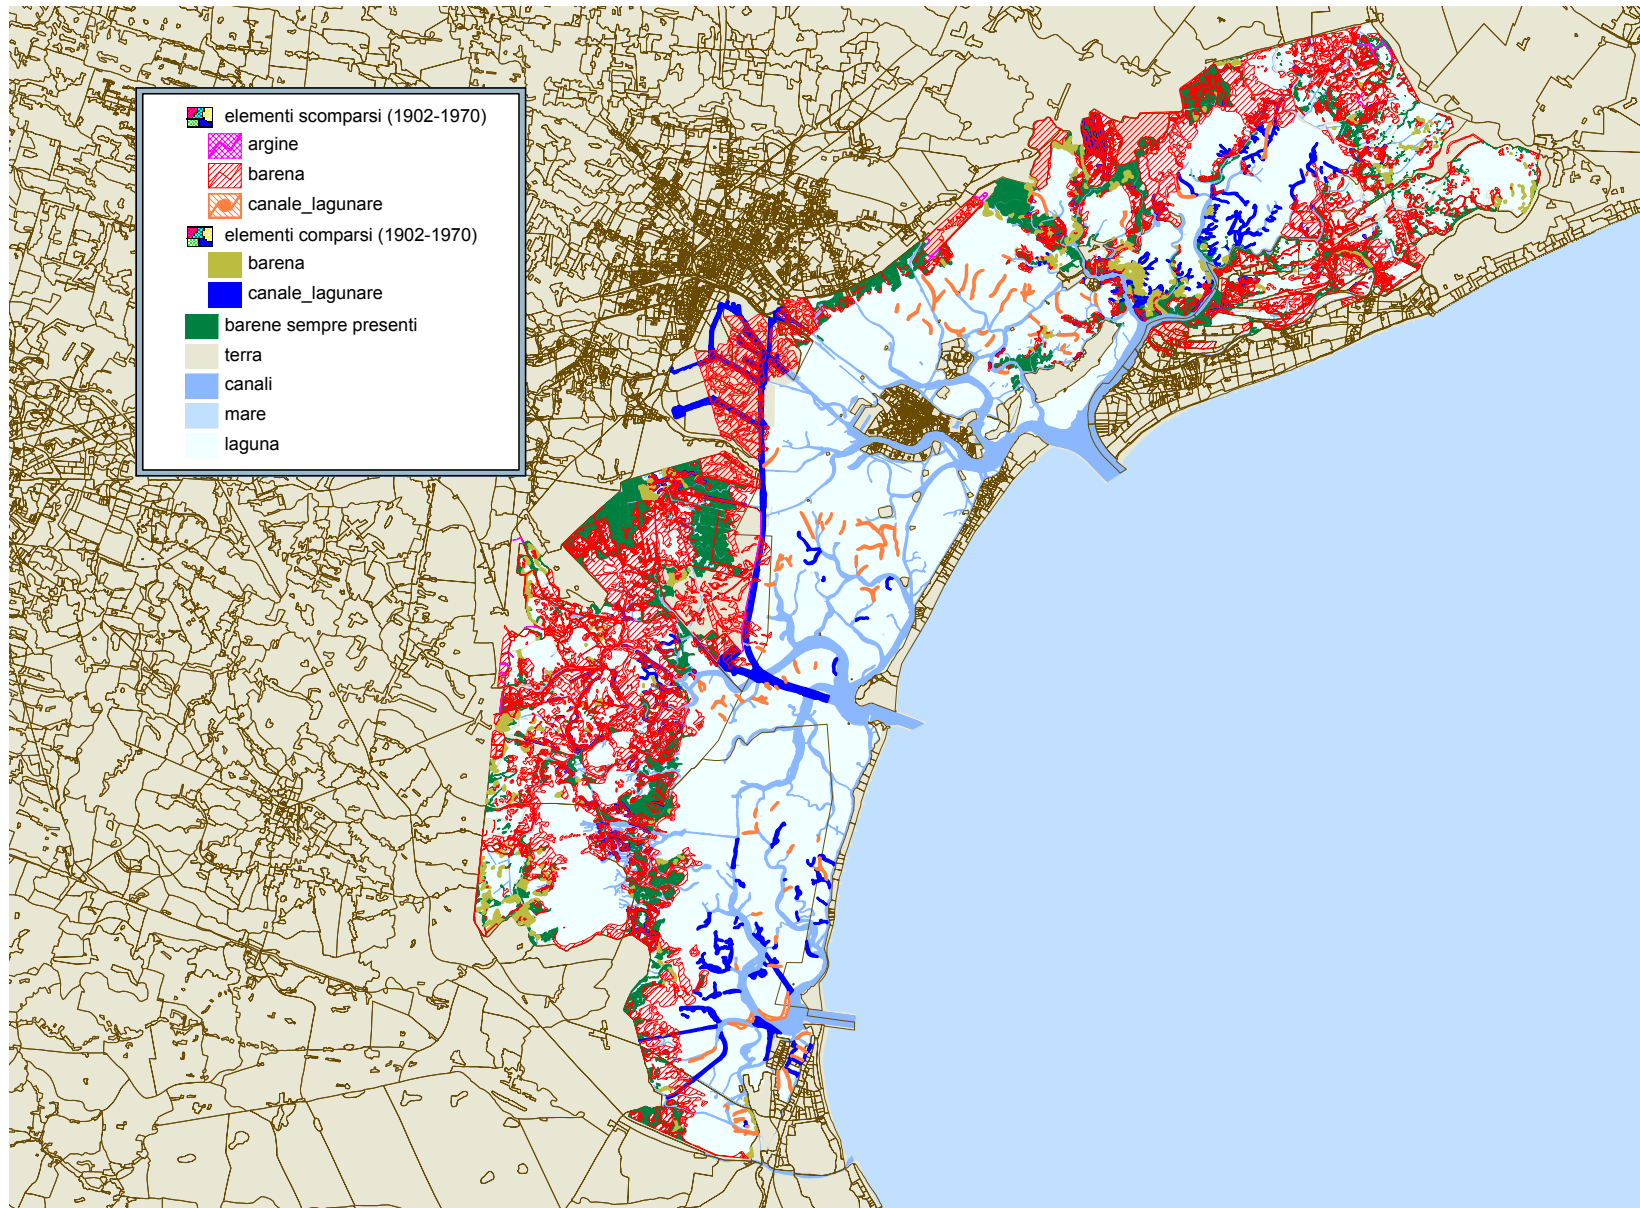 elementi scomparsi (1902-1970)
argine
barena
canale_lagunare
elementi comparsi (1902-1970)
barena
canale_lagunare
barene sempre presenti
terra
canali
mare
laguna